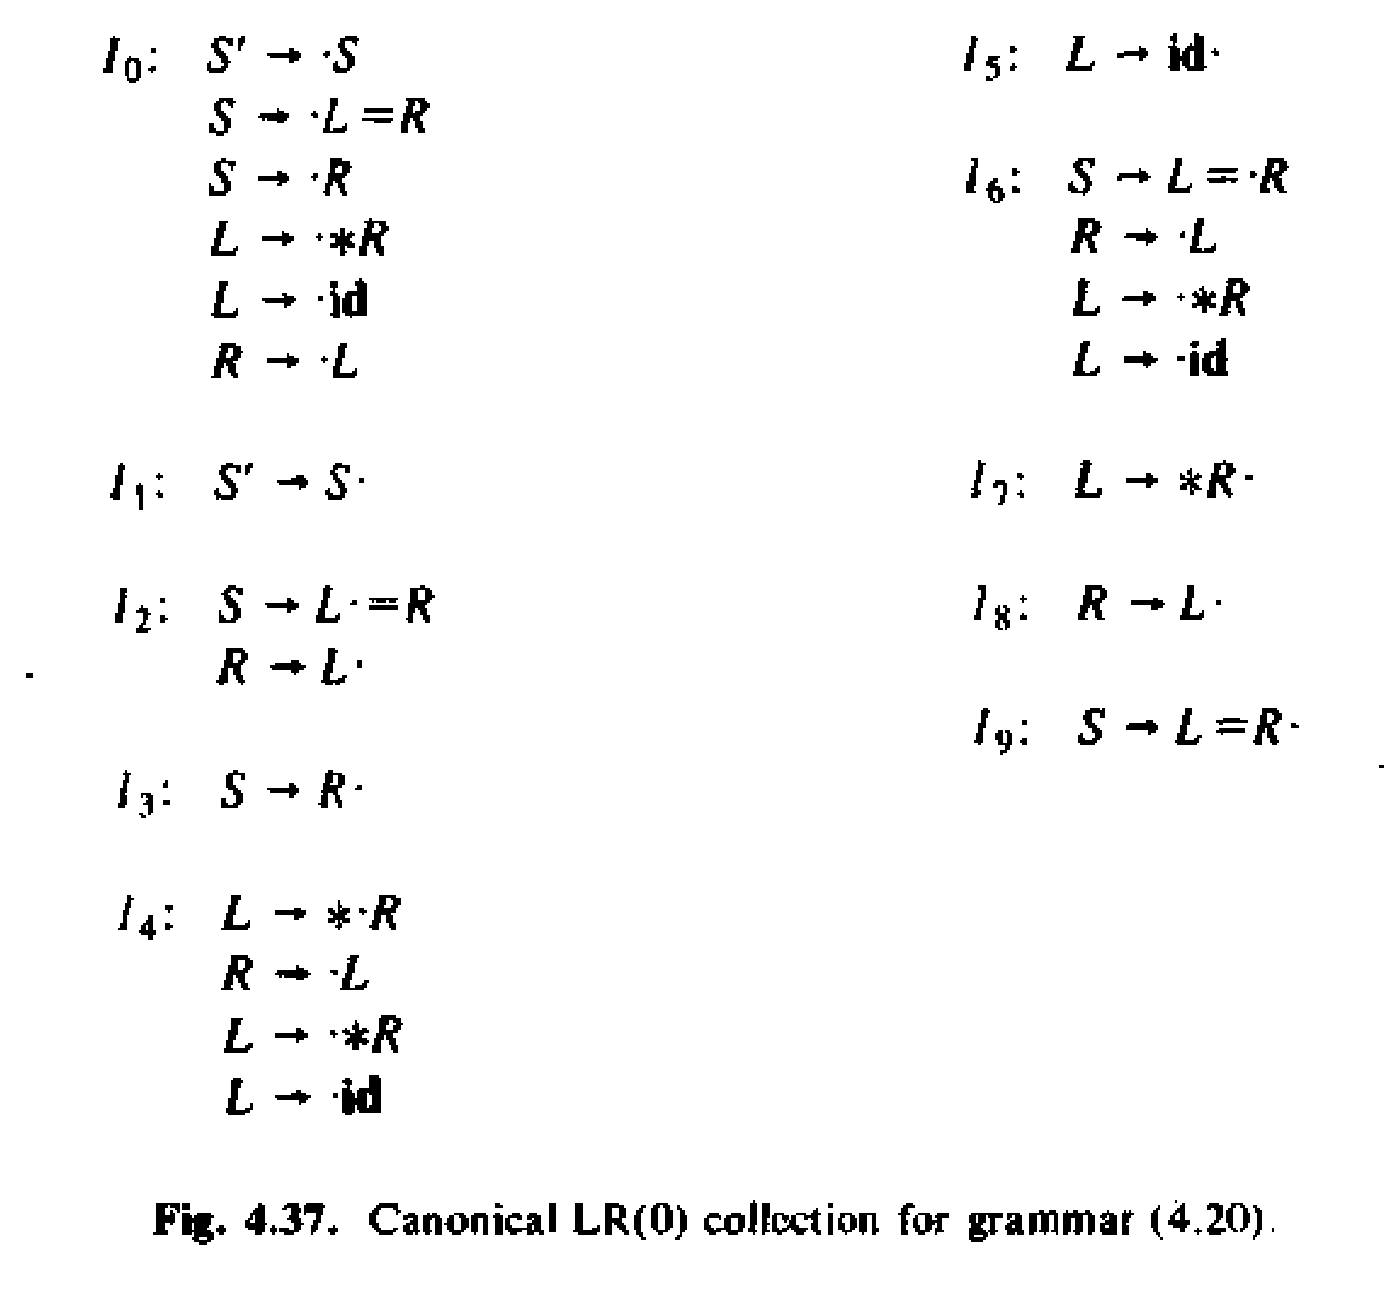 I0: S' → ·S
S → ·L=R
S → ·R
L → ·*R
L → ·id
R → ·L
I1: S' → S·
I2: S → L·=R
R → L·
I3: S → R·
I4: L → *·R
R → ·L
L → ·*R
L → ·id
I5: L → id·
I6: S → L=·R
R → ·L
L → ·*R
L → ·id
I7: L → *R·
I8: R → L·
I9: S → L=R·
Fig. 4.37. Canonical LR(0) collection for grammar (4.20).